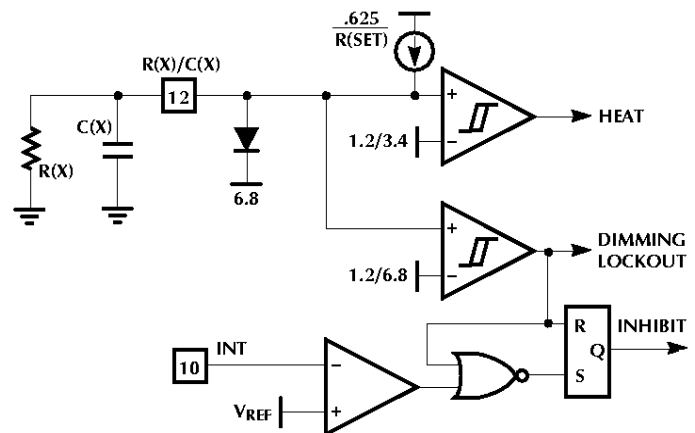 .625
R(SET)
R(X)/C(X)
12
C(X)
R(X)
6.8
+
1.2/3.4
−
HEAT
+
1.2/6.8
−
DIMMING
LOCKOUT
10
INT
−
VREF
+
R
Q
S
INHIBIT